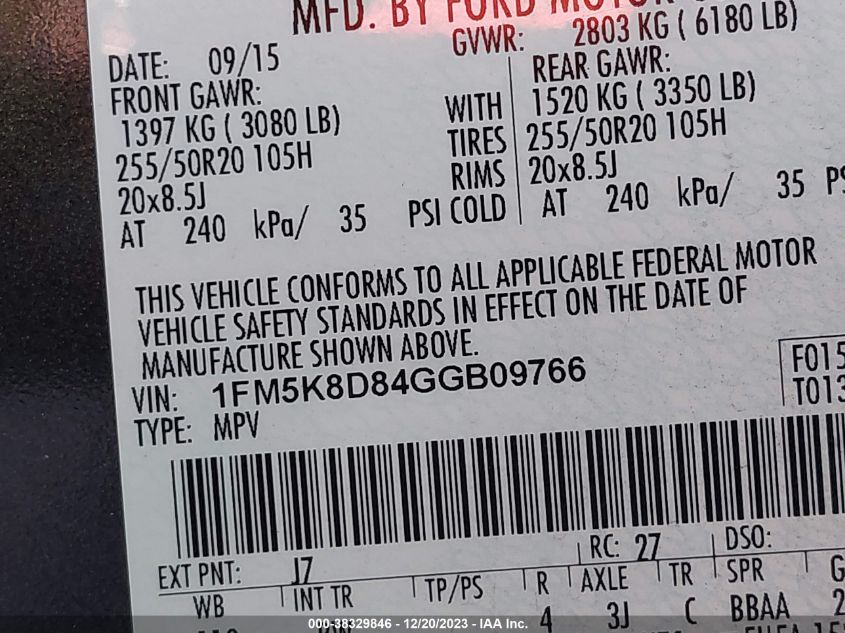 MFD. BY FORD MOTOR
GVWR: 2803 KG ( 6180 LB)
DATE: 09/15
FRONT GAWR:
1397 KG ( 3080 LB)
255/50R20 105H
20x8.5J
AT 240 kPa/ 35 PSI COLD
WITH
TIRES
RIMS
REAR GAWR:
1520 KG ( 3350 LB)
255/50R20 105H
20x8.5J
AT 240 kPa/ 35 PS
THIS VEHICLE CONFORMS TO ALL APPLICABLE FEDERAL MOTOR
VEHICLE SAFETY STANDARDS IN EFFECT ON THE DATE OF
MANUFACTURE SHOWN ABOVE.
VIN: 1FM5K8D84GGB09766
TYPE: MPV
F015
T013
EXT PNT: J7 RC: 27 DSO:
WB INT TR TP/PS R AXLE TR SPR
4 3J C BBAA
000-38329846 - 12/20/2023 - IAA Inc.